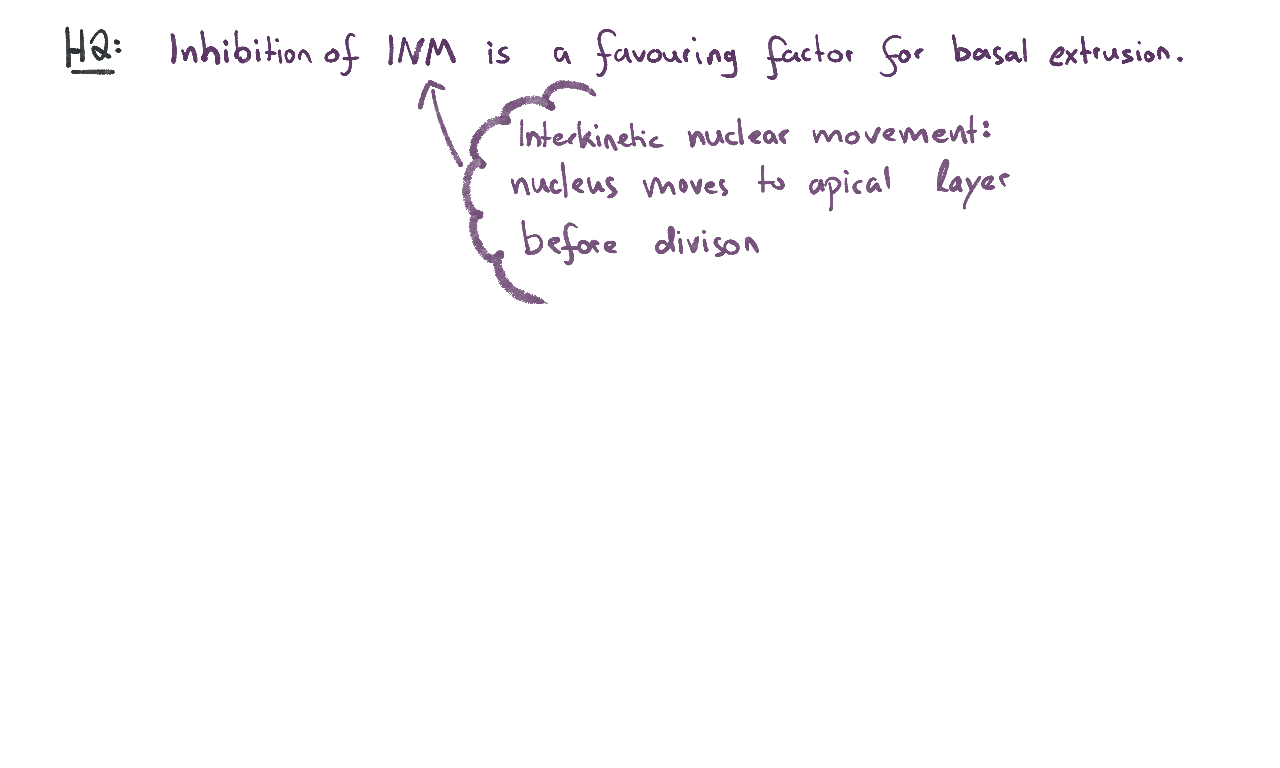 H2: Inhibition of INM is a favouring factor for basal extrusion.
Interkinetic nuclear movement:
nucleus moves to apical layer
before divison